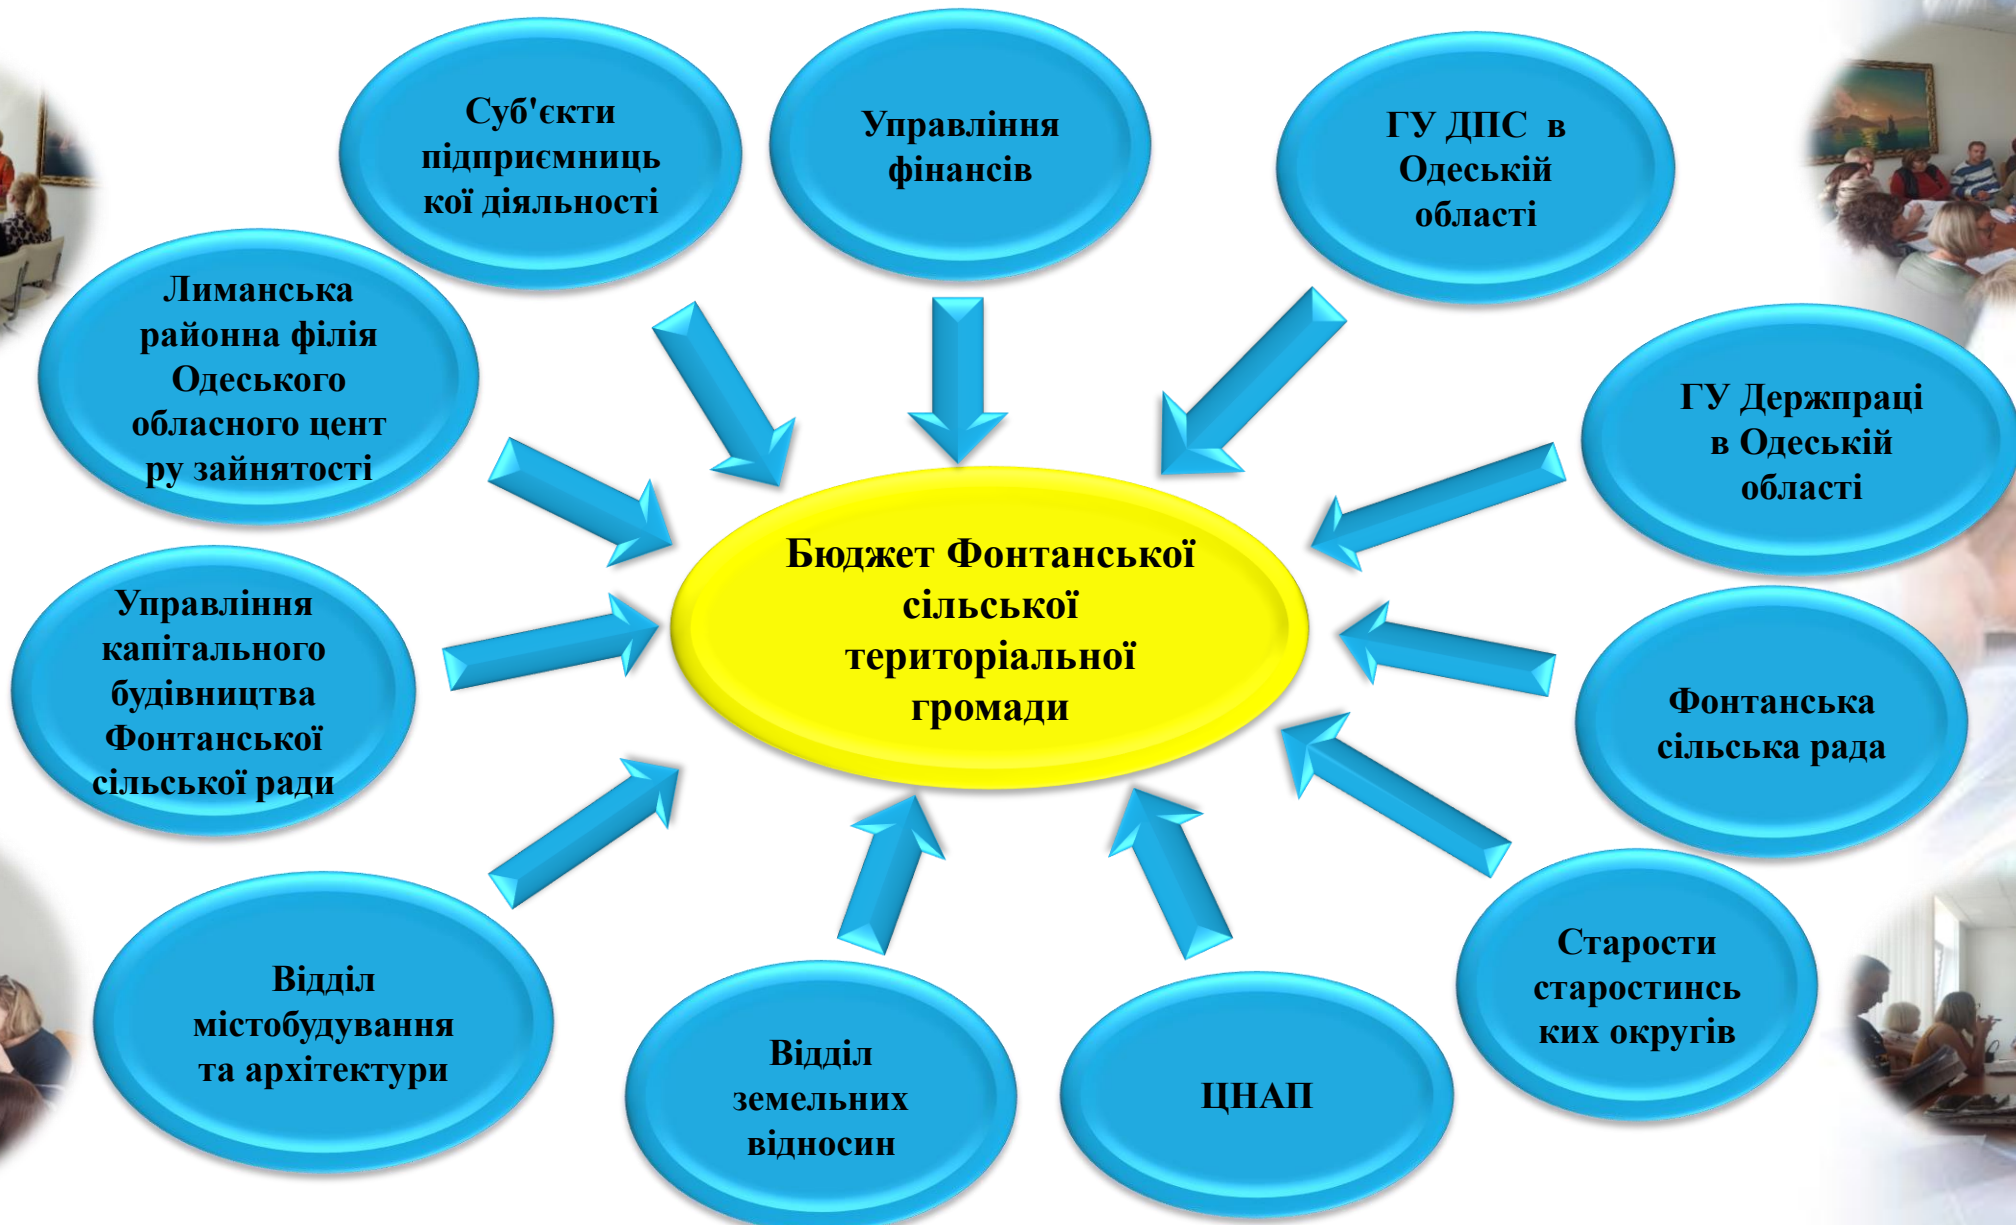 Суб'єкти
підприємниць
кої діяльності
Управління
фінансів
ГУ ДПС в
Одеській
області
Лиманська
районна філія
Одеського
обласного цент
ру зайнятості
ГУ Держпраці
в Одеській
області
Бюджет Фонтанської
сільської
територіальної
громади
Управління
капітального
будівництва
Фонтанської
сільської ради
Фонтанська
сільська рада
Відділ
містобудування
та архітектури
Відділ
земельних
відносин
ЦНАП
Старости
старостинсь
ких округів